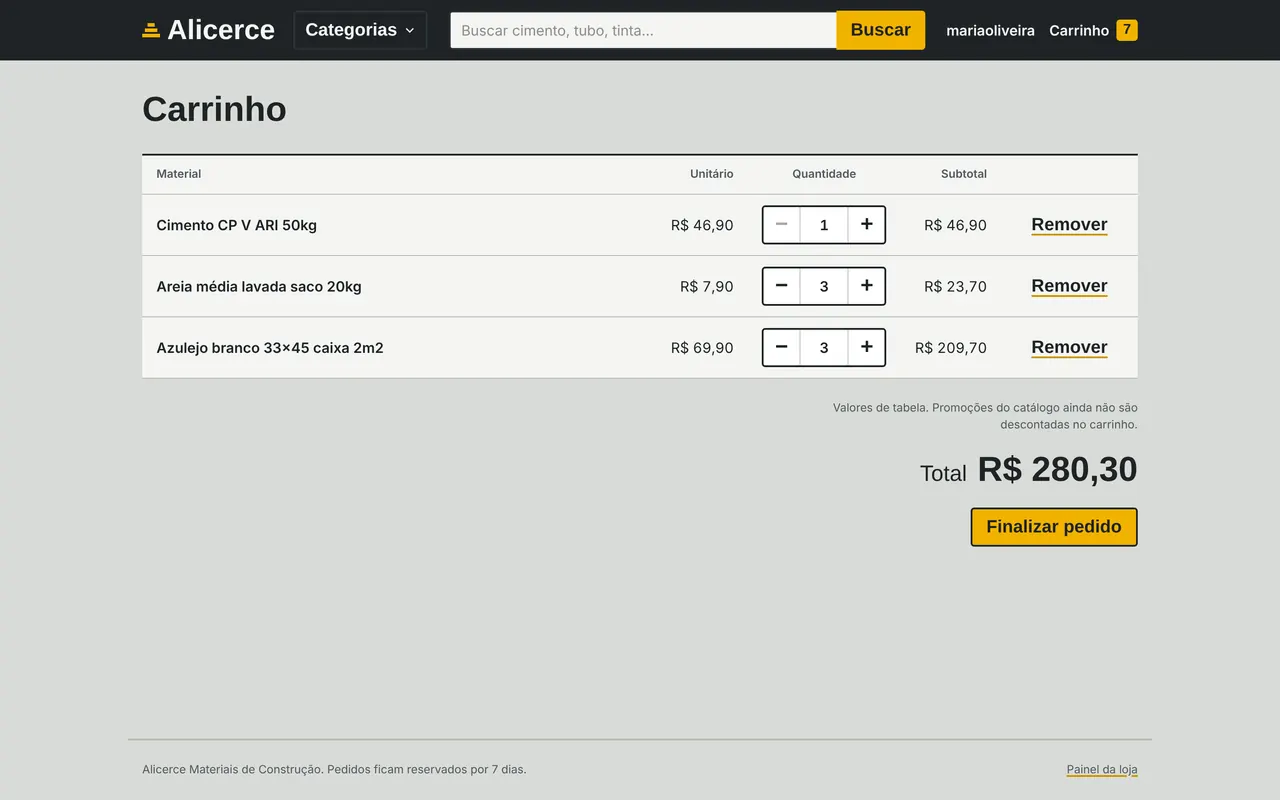 Alicerce Categorias Buscar cimento, tubo, tinta... Buscar mariaoliveira Carrinho 7
Carrinho
Material Unitário Quantidade Subtotal
Cimento CP V ARI 50kg R$ 46,90 − 1 + R$ 46,90 Remover
Areia média lavada saco 20kg R$ 7,90 − 3 + R$ 23,70 Remover
Azulejo branco 33×45 caixa 2m2 R$ 69,90 − 3 + R$ 209,70 Remover
Valores de tabela. Promoções do catálogo ainda não são
descontadas no carrinho.
Total R$ 280,30
Finalizar pedido
Alicerce Materiais de Construção. Pedidos ficam reservados por 7 dias. Painel da loja